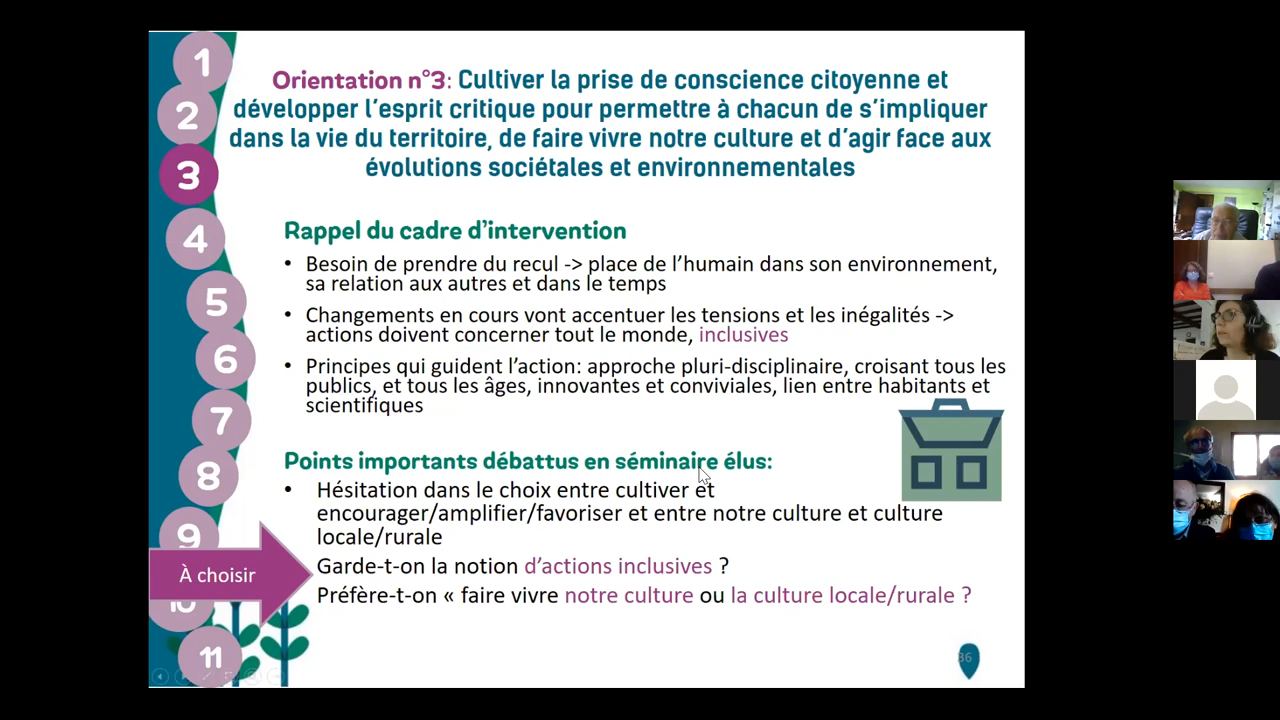 1
2
3
4
5
6
7
8
9
10
11
Orientation n°3: Cultiver la prise de conscience citoyenne et
développer l'esprit critique pour permettre à chacun de s'impliquer
dans la vie du territoire, de faire vivre notre culture et d'agir face aux
évolutions sociétales et environnementales
Rappel du cadre d'intervention
• Besoin de prendre du recul -> place de l'humain dans son environnement,
sa relation aux autres et dans le temps
• Changements en cours vont accentuer les tensions et les inégalités ->
actions doivent concerner tout le monde, inclusives
• Principes qui guident l'action: approche pluri-disciplinaire, croisant tous les
publics, et tous les âges, innovantes et conviviales, lien entre habitants et
scientifiques
Points importants débattus en séminaire élus:
• Hésitation dans le choix entre cultiver et
encourager/amplifier/favoriser et entre notre culture et culture
locale/rurale
À choisir
Garde-t-on la notion d'actions inclusives ?
Préfère-t-on « faire vivre notre culture ou la culture locale/rurale ?
36